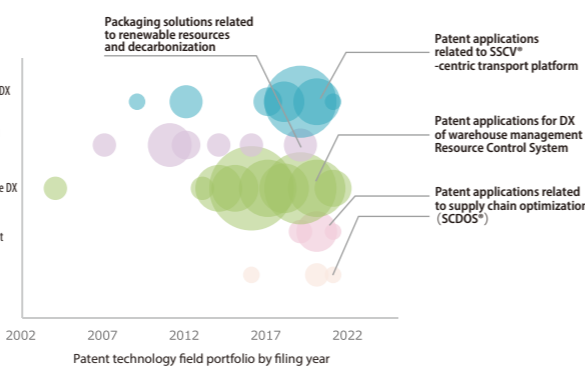 Packaging solutions related
to renewable resources
and decarbonization
Patent applications
related to SSCV®
-centric transport platform
DX
Patent applications for DX
of warehouse management
Resource Control System
e DX
Patent applications related
to supply chain optimization
(SCDOS®)
t
2002 2007 2012 2017 2022
Patent technology field portfolio by filing year